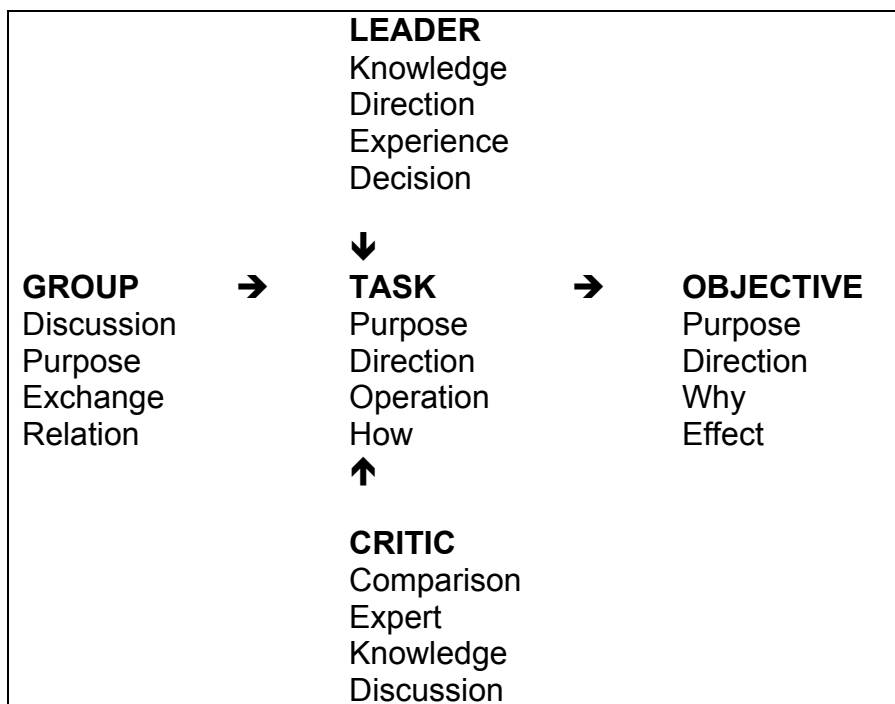 LEADER
Knowledge
Direction
Experience
Decision
↓
GROUP → TASK → OBJECTIVE
Discussion Purpose Purpose
Purpose Direction Direction
Exchange Operation Why
Relation How Effect
↑
CRITIC
Comparison
Expert
Knowledge
Discussion